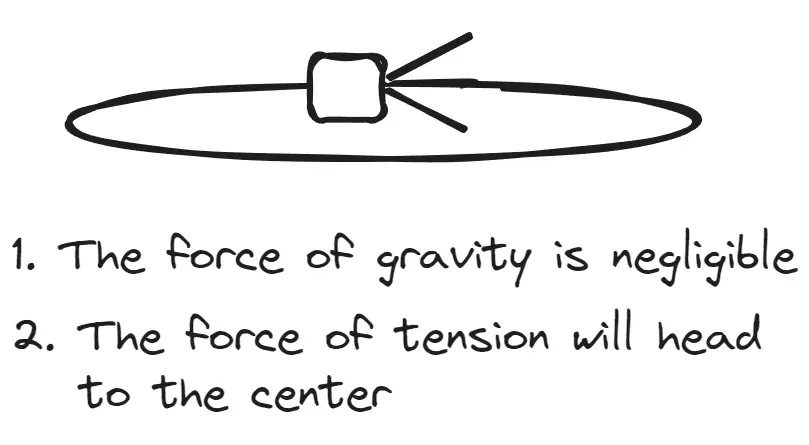 1. The force of gravity is negligible
2. The force of tension will head
to the center